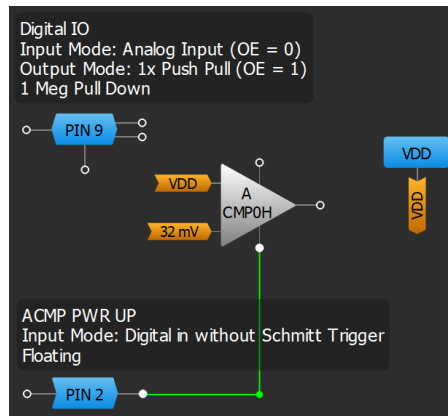 Digital IO
Input Mode: Analog Input (OE = 0)
Output Mode: 1x Push Pull (OE = 1)
1 Meg Pull Down
PIN 9
VDD
VDD
A
CMP0H
32 mV
VDD
ACMP PWR UP
Input Mode: Digital in without Schmitt Trigger
Floating
PIN 2